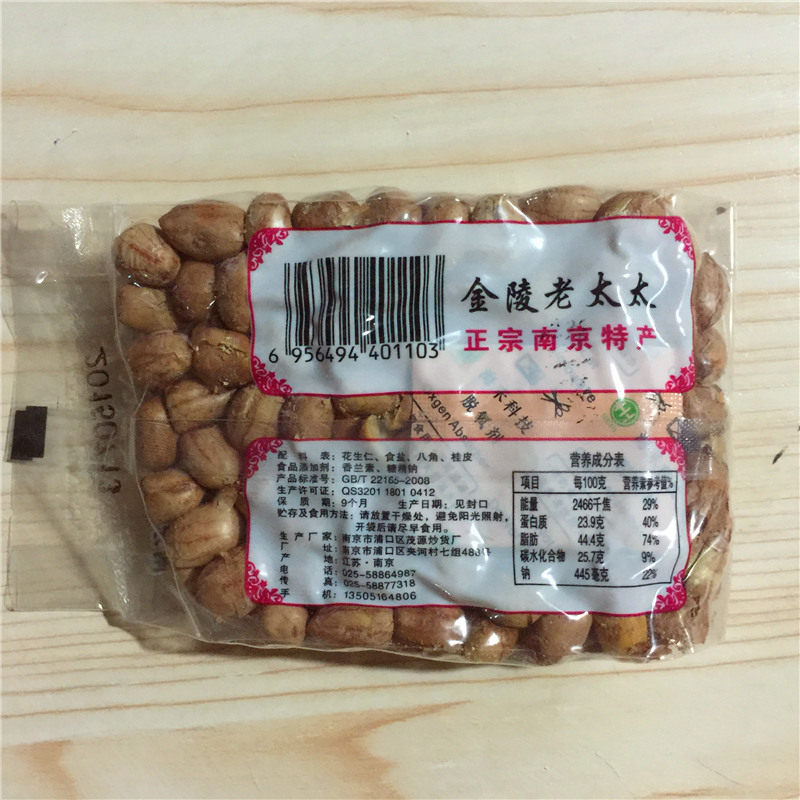 金陵老太太
正宗南京特产
6 956494 401103
科技
脱氧剂
配 料 表：花生仁、食盐、八角、桂皮
食品添加剂：香兰素、糖精钠
产品标准号：GB/T 22165-2008
生产许可证：QS3201 1801 0412
保 质 期：9个月 生产日期：见封口
贮存及食用方法：请放置干燥处，避免阳光照射，
开袋后请尽早食用。
生 产 厂 家：南京市浦口区茂源炒货厂
厂 址：南京市浦口区夹河村七组483号
产 地：江苏·南京
电 话：025-58864987
传 真：025-58877318
手 机：13505164806
营养成分表
项目 每100克 营养素参考值%
能量 2466千焦 29%
蛋白质 23.9克 40%
脂肪 44.4克 74%
碳水化合物 25.7克 9%
钠 445毫克 22%